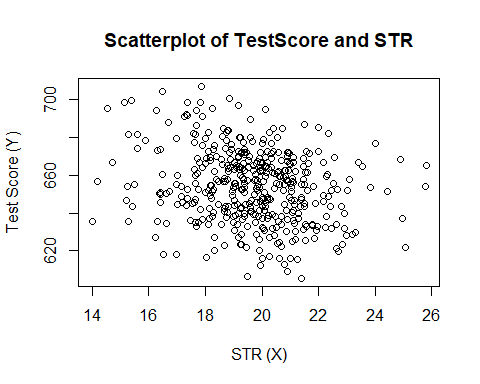 Scatterplot of TestScore and STR
Test Score (Y)
700
660
620
14 16 18 20 22 24 26
STR (X)